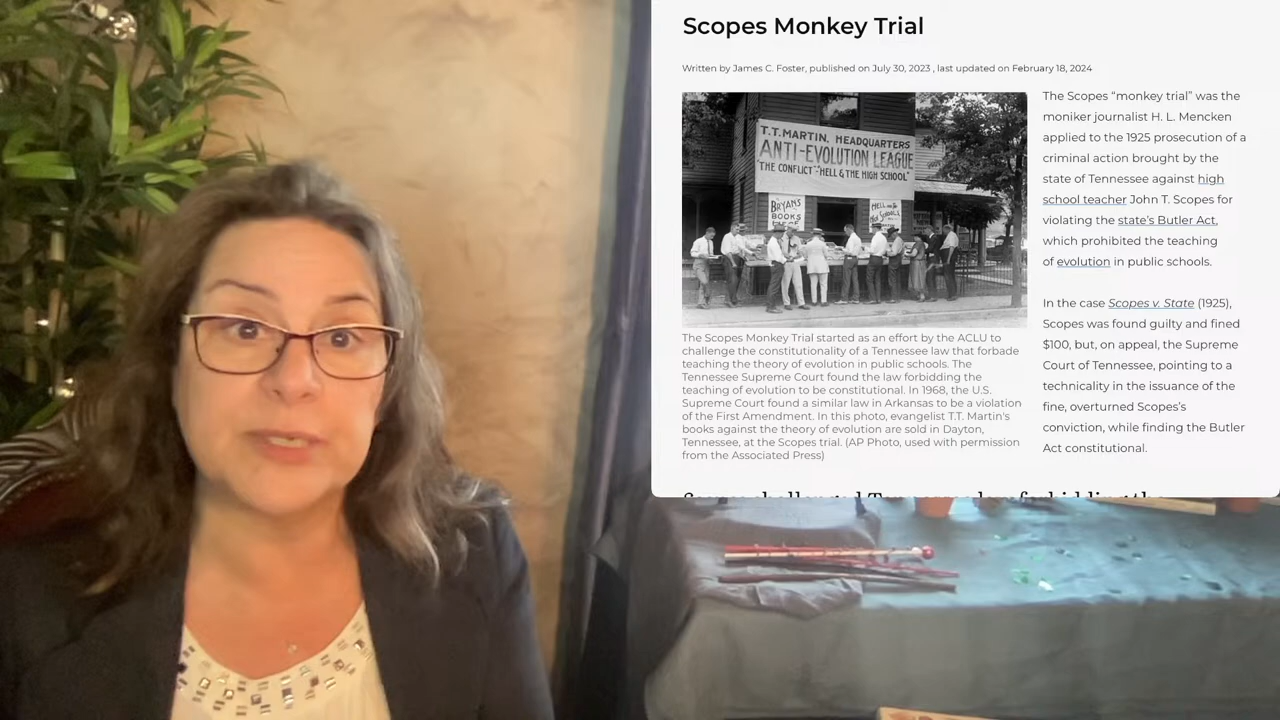 Scopes Monkey Trial
Written by James C. Foster, published on July 30, 2023 , last updated on February 18, 2024
T.T. MARTIN, HEADQUARTERS
ANTI-EVOLUTION LEAGUE
"THE CONFLICT"-"HELL & THE HIGH SCHOOL"
BRYAN'S
BOOKS
The Scopes Monkey Trial started as an effort by the ACLU to
challenge the constitutionality of a Tennessee law that forbade
teaching the theory of evolution in public schools. The
Tennessee Supreme Court found the law forbidding the
teaching of evolution to be constitutional. In 1968, the U.S.
Supreme Court found a similar law in Arkansas to be a violation
of the First Amendment. In this photo, evangelist T.T. Martin's
books against the theory of evolution are sold in Dayton,
Tennessee, at the Scopes trial. (AP Photo, used with permission
from the Associated Press)
The Scopes “monkey trial” was the
moniker journalist H. L. Mencken
applied to the 1925 prosecution of a
criminal action brought by the
state of Tennessee against high
school teacher John T. Scopes for
violating the state’s Butler Act,
which prohibited the teaching
of evolution in public schools.
In the case Scopes v. State (1925),
Scopes was found guilty and fined
$100, but, on appeal, the Supreme
Court of Tennessee, pointing to a
technicality in the issuance of the
fine, overturned Scopes’s
conviction, while finding the Butler
Act constitutional.